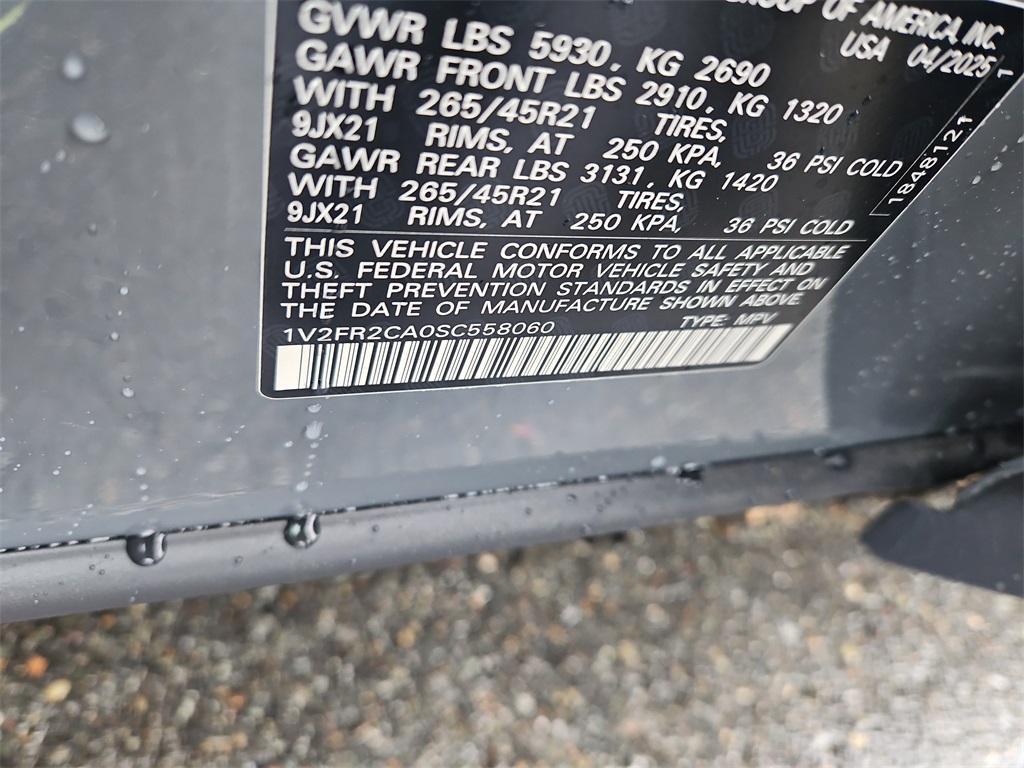 GROUP OF AMERICA, INC.
USA 04/2025
GVWR LBS 5930, KG 2690
GAWR FRONT LBS 2910, KG 1320
WITH 265/45R21 TIRES,
9JX21 RIMS, AT 250 KPA, 36 PSI COLD
GAWR REAR LBS 3131, KG 1420
WITH 265/45R21 TIRES,
9JX21 RIMS, AT 250 KPA, 36 PSI COLD
THIS VEHICLE CONFORMS TO ALL APPLICABLE
U.S. FEDERAL MOTOR VEHICLE SAFETY AND
THEFT PREVENTION STANDARDS IN EFFECT ON
THE DATE OF MANUFACTURE SHOWN ABOVE
1V2FR2CA0SC558060 TYPE: MPV
1848.121